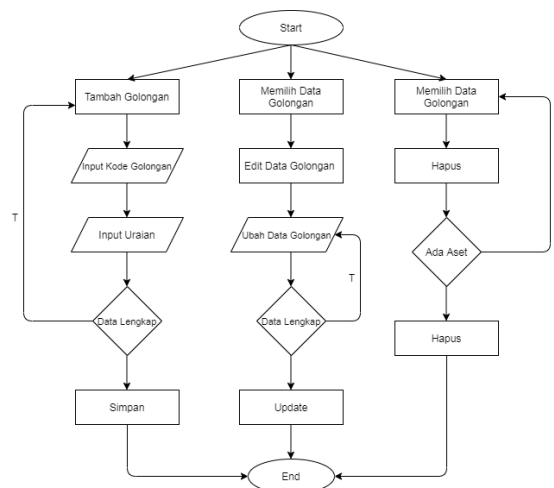 Start
Tambah Golongan
Memilih Data
Golongan
Memilih Data
Golongan
Input Kode Golongan
Edit Data Golongan
Hapus
T
Input Uraian
Ubah Data Golongan
Ada Aset
T
Data Lengkap
Data Lengkap
Hapus
Simpan
Update
End